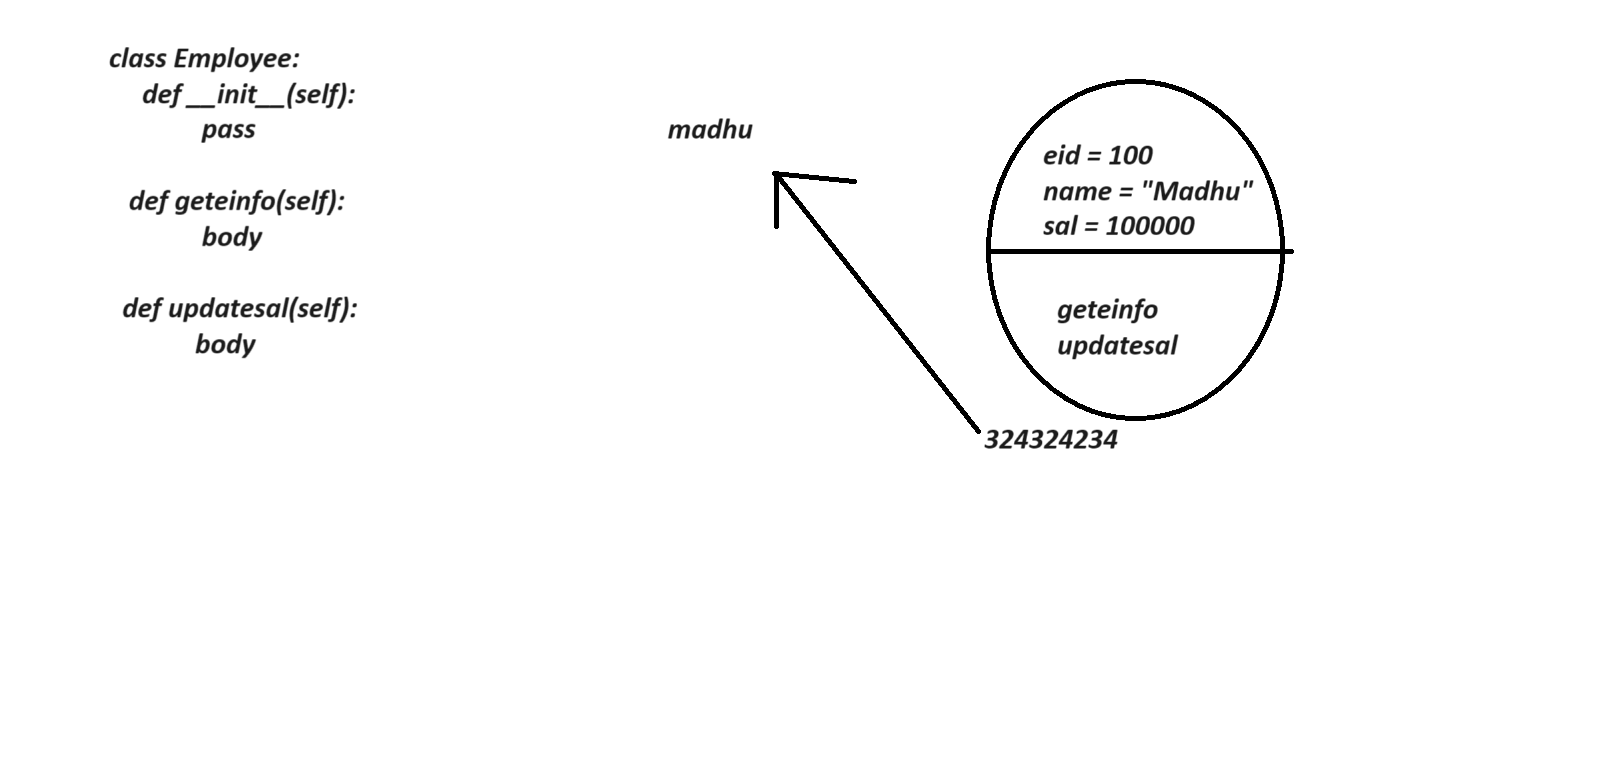 class Employee:
def __init__(self):
pass
def geteinfo(self):
body
def updatesal(self):
body
madhu
eid = 100
name = "Madhu"
sal = 100000
geteinfo
updatesal
324324234